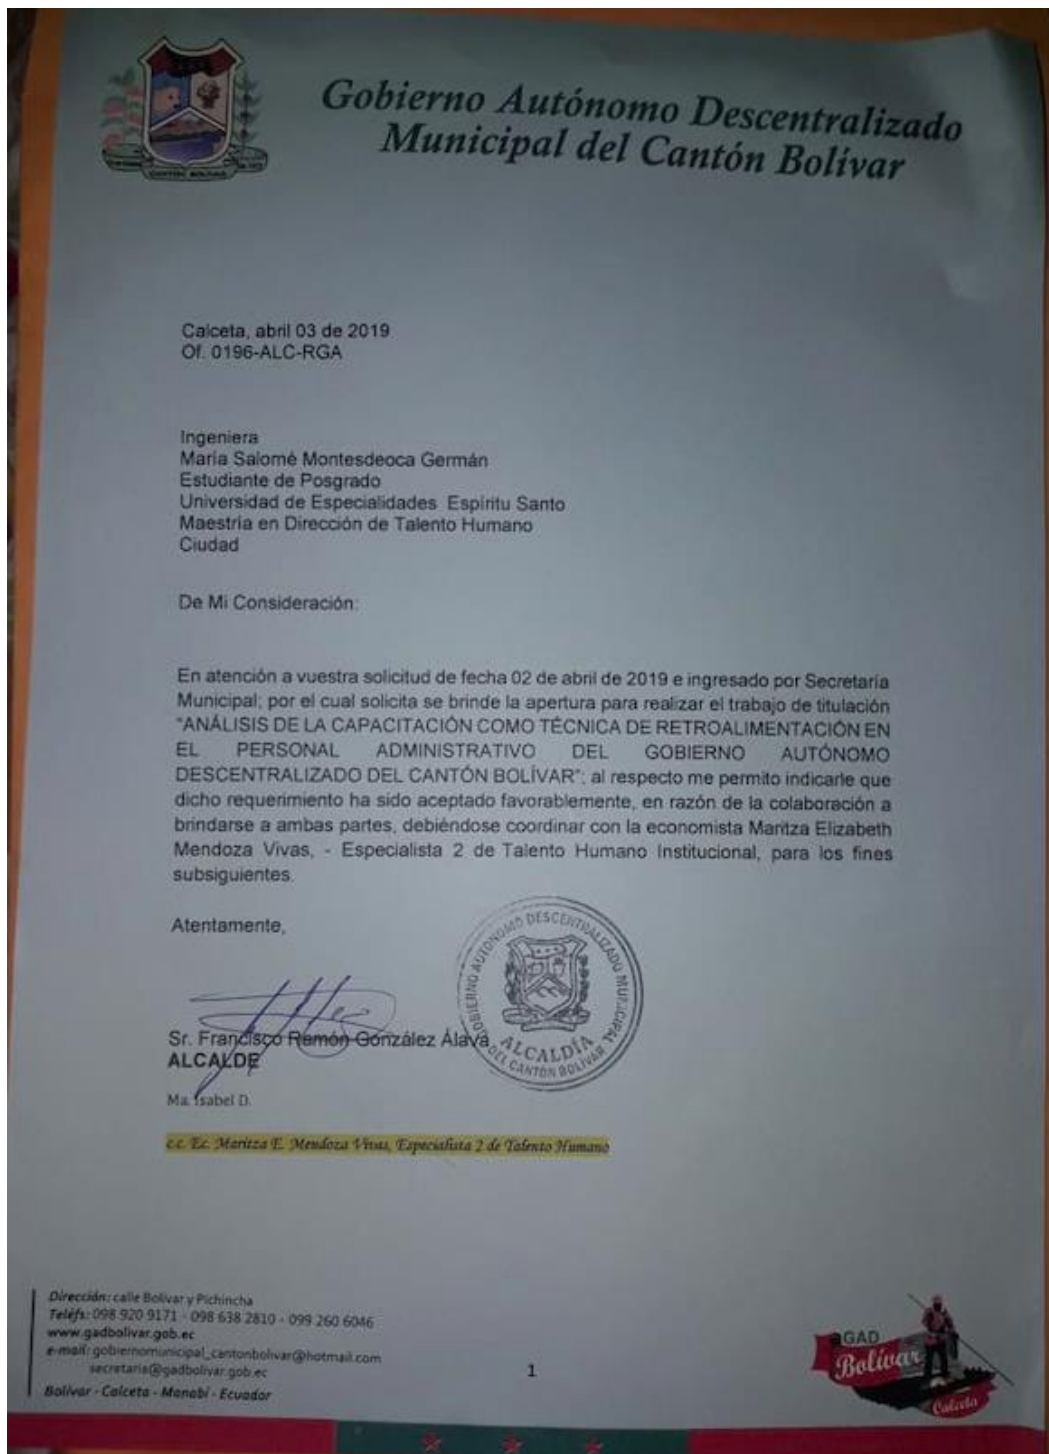 Gobierno Autónomo Descentralizado
Municipal del Cantón Bolívar
CANTÓN BOLÍVAR
Calceta, abril 03 de 2019
Of. 0196-ALC-RGA
Ingeniera
María Salomé Montesdeoca Germán
Estudiante de Posgrado
Universidad de Especialidades Espíritu Santo
Maestría en Dirección de Talento Humano
Ciudad
De Mi Consideración:
En atención a vuestra solicitud de fecha 02 de abril de 2019 e ingresado por Secretaría
Municipal; por el cual solicita se brinde la apertura para realizar el trabajo de titulación
"ANÁLISIS DE LA CAPACITACIÓN COMO TÉCNICA DE RETROALIMENTACIÓN EN
EL PERSONAL ADMINISTRATIVO DEL GOBIERNO AUTÓNOMO
DESCENTRALIZADO DEL CANTÓN BOLÍVAR"; al respecto me permito indicarle que
dicho requerimiento ha sido aceptado favorablemente, en razón de la colaboración a
brindarse a ambas partes, debiéndose coordinar con la economista Maritza Elizabeth
Mendoza Vivas, - Especialista 2 de Talento Humano Institucional, para los fines
subsiguientes.
Atentamente,
GOBIERNO AUTONOMO DESCENTRALIZADO MUNICIPAL
DEL CANTÓN BOLIVAR
ALCALDÍA
Sr. Francisco Ramón González Álava
ALCALDE
Ma. Isabel D.
c.c. Ec. Maritza E. Mendoza Vivas, Especialista 2 de Talento Humano
Dirección: calle Bolívar y Pichincha
Teléfs: 098 920 9171 - 098 638 2810 - 099 260 6046
www.gadbolivar.gob.ec
e-mail: gobiernomunicipal_cantonbolivar@hotmail.com
secretaria@gadbolivar.gob.ec
Bolívar - Calceta - Manabí - Ecuador
1
GAD
Bolívar
Calceta